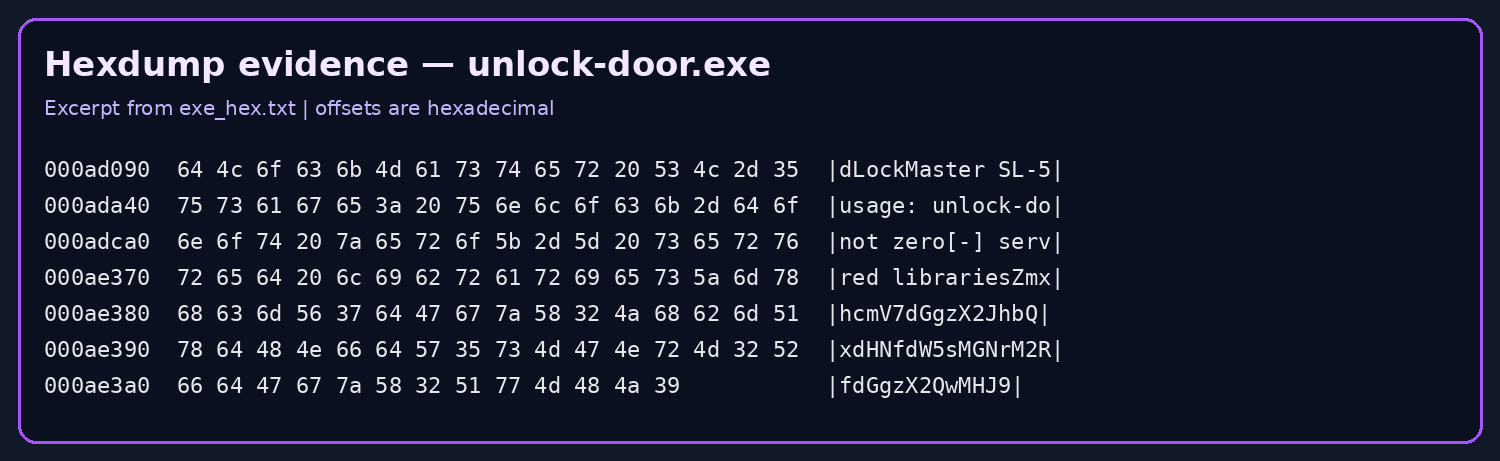 Hexdump evidence — unlock-door.exe
Excerpt from exe_hex.txt | offsets are hexadecimal
000ad090  64 4c 6f 63 6b 4d 61 73 74 65 72 20 53 4c 2d 35  |dLockMaster SL-5|
000ada40  75 73 61 67 65 3a 20 75 6e 6c 6f 63 6b 2d 64 6f  |usage: unlock-do|
000adca0  6e 6f 74 20 7a 65 72 6f 5b 2d 5d 20 73 65 72 76  |not zero[-] serv|
000ae370  72 65 64 20 6c 69 62 72 61 72 69 65 73 5a 6d 78  |red librariesZmx|
000ae380  68 63 6d 56 37 64 47 67 7a 58 32 4a 68 62 6d 51  |hcmV7dGgzX2JhbQ|
000ae390  78 64 48 4e 66 64 57 35 73 4d 47 4e 72 4d 32 52  |xdHNfdW5sMGNrM2R|
000ae3a0  66 64 47 67 7a 58 32 51 77 4d 48 4a 39           |fdGgzX2QwMHJ9|